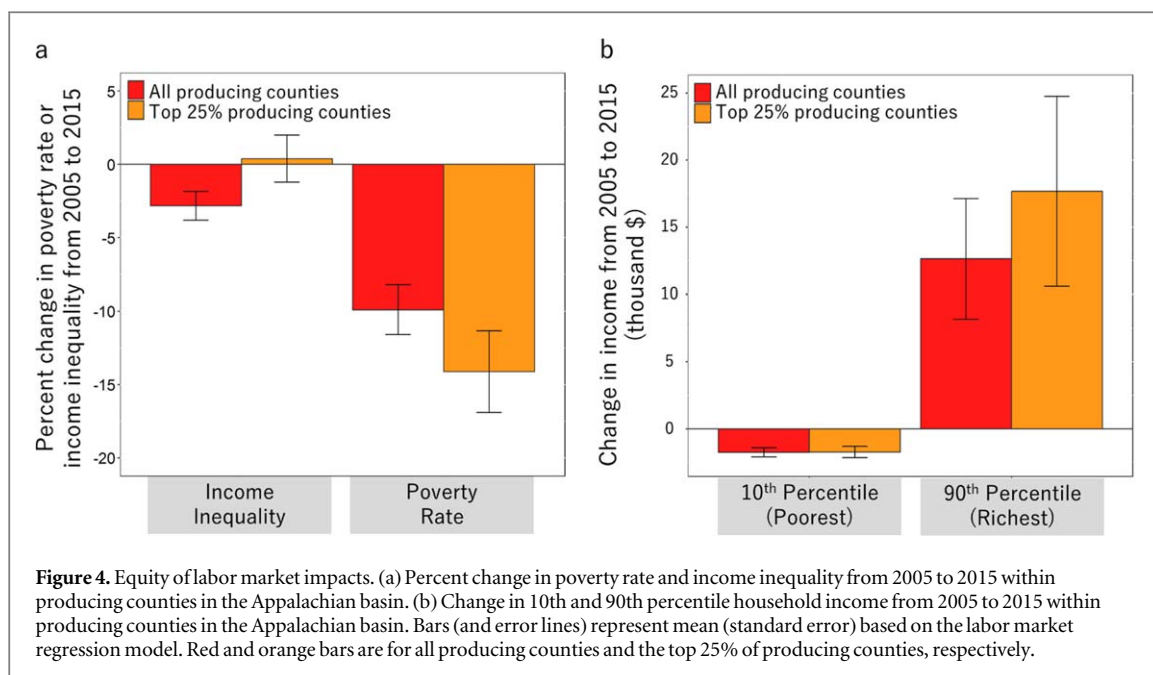 a
Percent change in poverty rate or
income inequality from 2005 to 2015
5
0
-5
-10
-15
-20
All producing counties
Top 25% producing counties
Income
Inequality
Poverty
Rate
b
Change in income from 2005 to 2015
(thousand $)
25
20
15
10
5
0
All producing counties
Top 25% producing counties
10th Percentile
(Poorest)
90th Percentile
(Richest)
Figure 4. Equity of labor market impacts. (a) Percent change in poverty rate and income inequality from 2005 to 2015 within
producing counties in the Appalachian basin. (b) Change in 10th and 90th percentile household income from 2005 to 2015 within
producing counties in the Appalachian basin. Bars (and error lines) represent mean (standard error) based on the labor market
regression model. Red and orange bars are for all producing counties and the top 25% of producing counties, respectively.